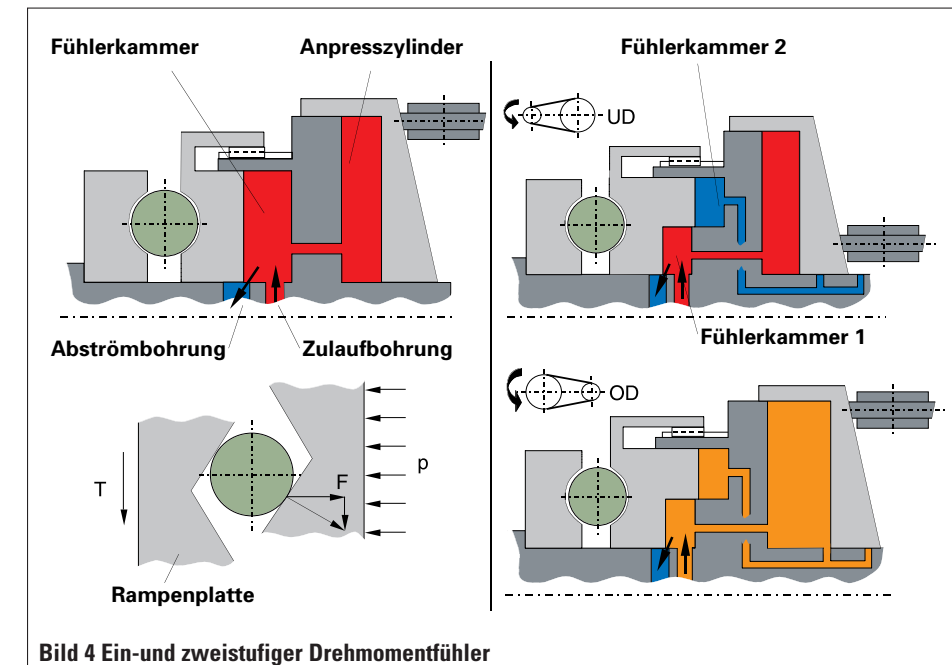 Fühlerkammer
Anpresszylinder
Abströmbohrung
Zulaufbohrung
T
F
p
Rampenplatte
Fühlerkammer 2
UD
Fühlerkammer 1
OD
Bild 4 Ein-und zweistufiger Drehmomentfühler